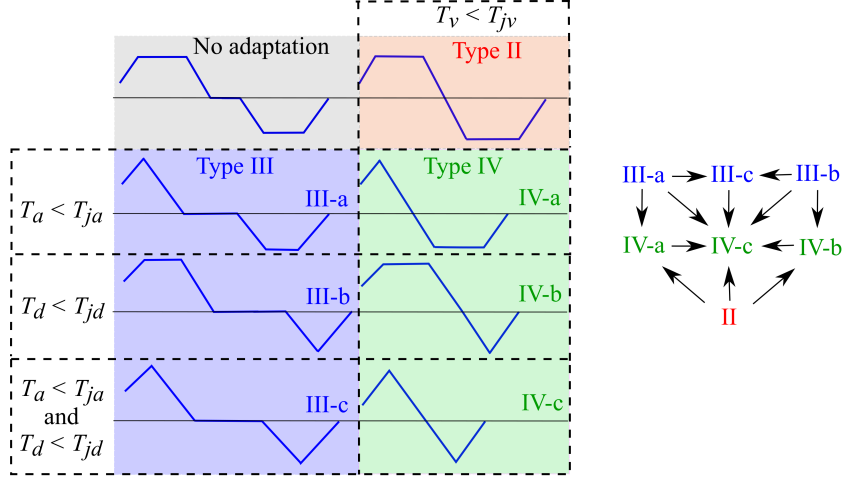 T_v < T_jv
No adaptation
Type II
Type III
Type IV
T_a < T_ja
III-a
IV-a
T_d < T_jd
III-b
IV-b
T_a < T_ja
and
T_d < T_jd
III-c
IV-c
III-a III-c III-b
IV-a IV-c IV-b
II